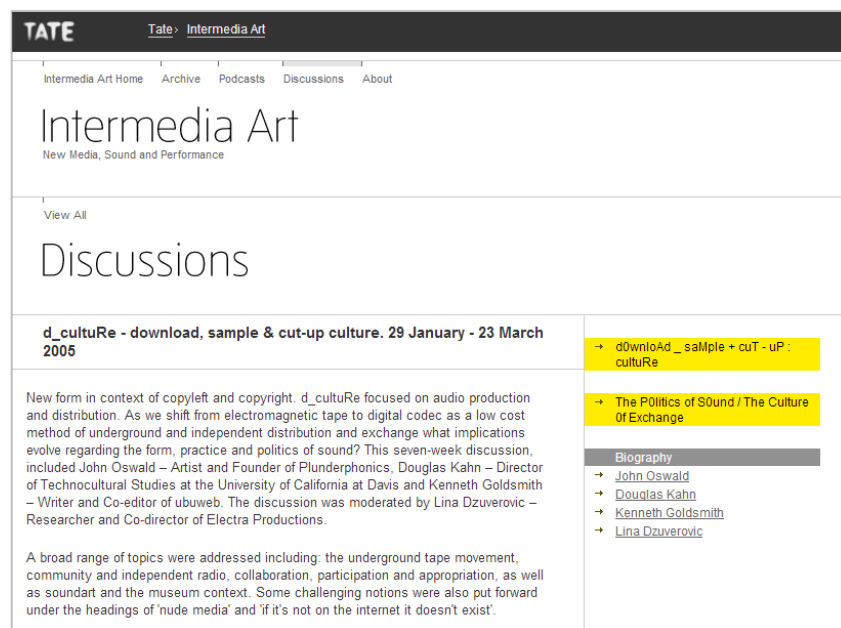 TATE
Tate› Intermedia Art
Intermedia Art Home Archive Podcasts Discussions About
Intermedia Art
New Media, Sound and Performance
View All
Discussions
d_cultuRe - download, sample & cut-up culture. 29 January - 23 March
2005
New form in context of copyleft and copyright. d_cultuRe focused on audio production
and distribution. As we shift from electromagnetic tape to digital codec as a low cost
method of underground and independent distribution and exchange what implications
evolve regarding the form, practice and politics of sound? This seven-week discussion,
included John Oswald – Artist and Founder of Plunderphonics, Douglas Kahn – Director
of Technocultural Studies at the University of California at Davis and Kenneth Goldsmith
– Writer and Co-editor of ubuweb. The discussion was moderated by Lina Dzuverovic –
Researcher and Co-director of Electra Productions.
A broad range of topics were addressed including: the underground tape movement,
community and independent radio, collaboration, participation and appropriation, as well
as soundart and the museum context. Some challenging notions were also put forward
under the headings of 'nude media' and 'if it's not on the internet it doesn't exist'.
→ d0wnloAd _ saMple + cuT - uP :
cultuRe
→ The P0litics of S0und / The Culture
0f Exchange
Biography
→ John Oswald
→ Douglas Kahn
→ Kenneth Goldsmith
→ Lina Dzuverovic